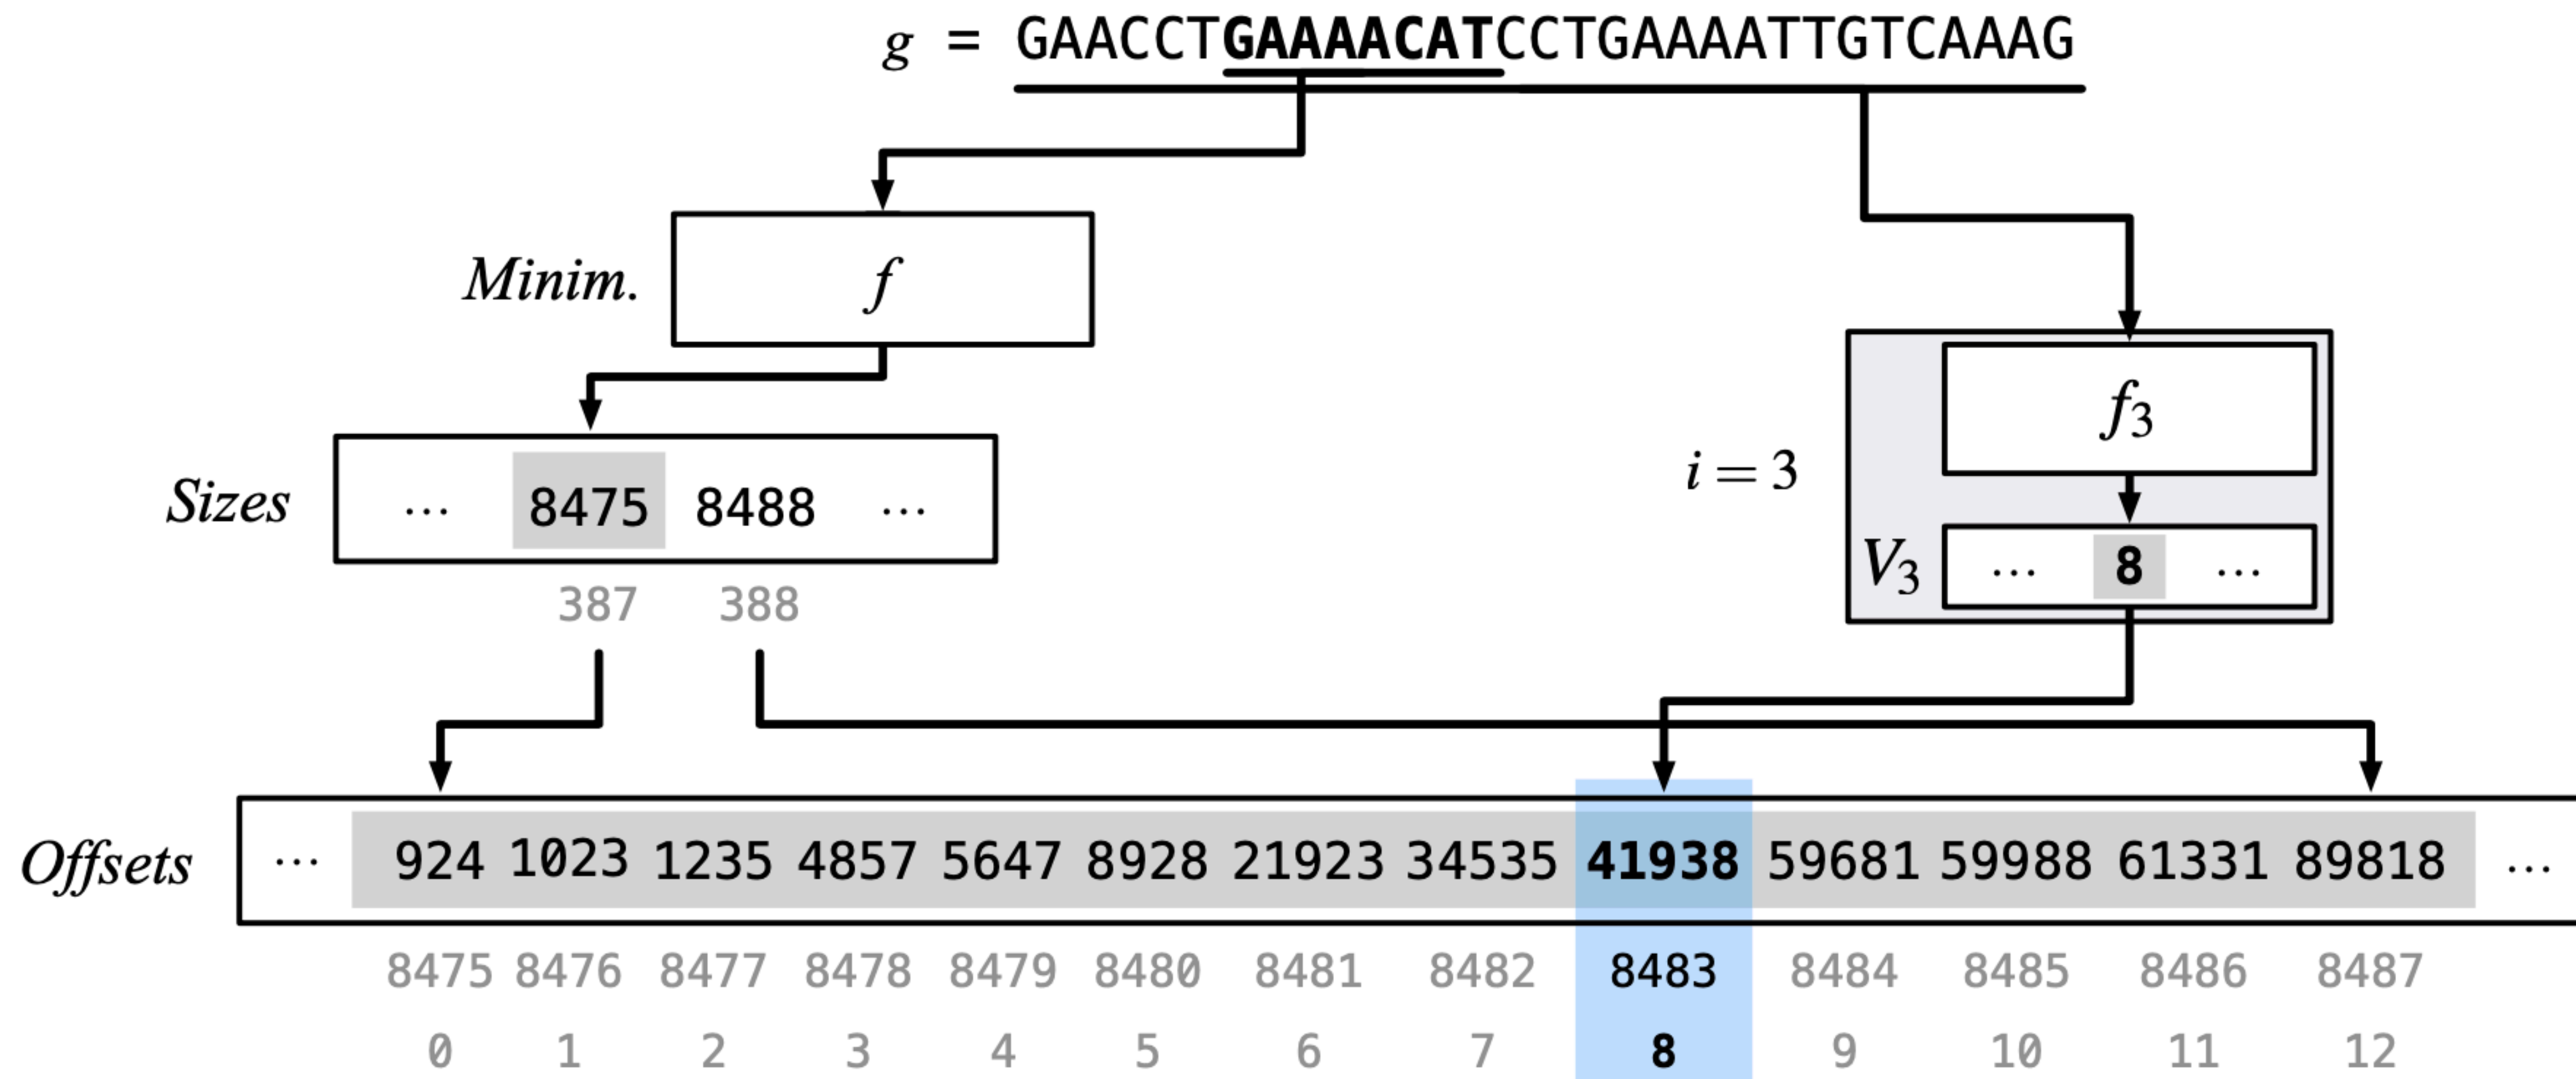 g = GAACCTGAAAACATCCTGAAAATTGTCAAAG
Minim.
f
f3
i = 3
Sizes
... 8475 8488 ...
V3
... 8 ...
387 388
Offsets
... 924 1023 1235 4857 5647 8928 21923 34535 41938 59681 59988 61331 89818 ...
8475 8476 8477 8478 8479 8480 8481 8482 8483 8484 8485 8486 8487
0 1 2 3 4 5 6 7 8 9 10 11 12